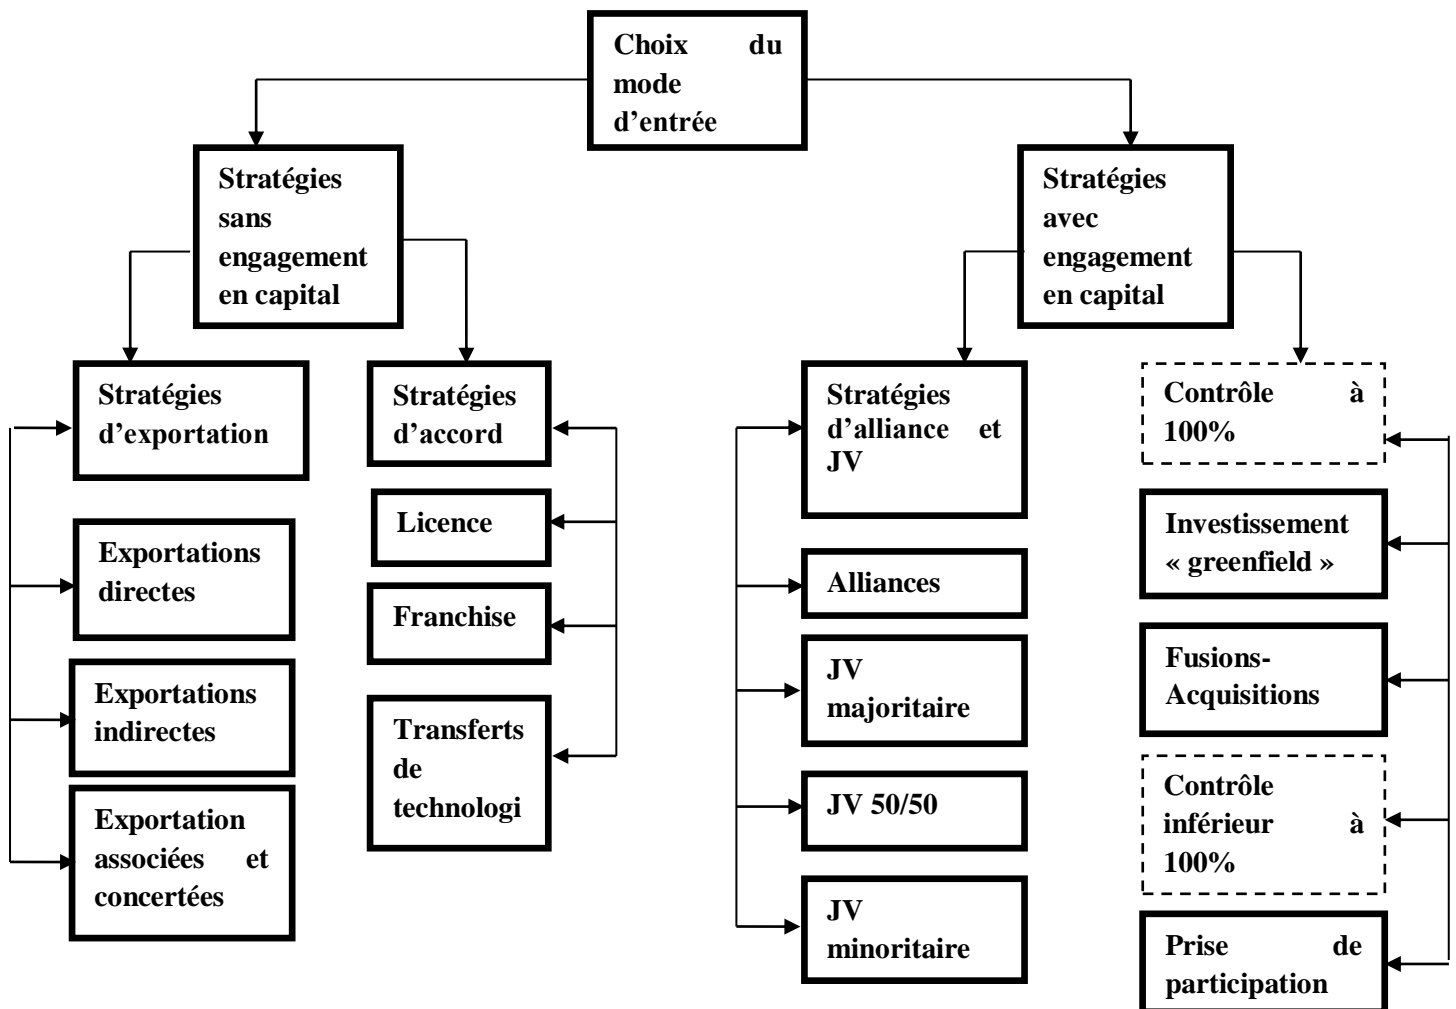 Choix du
mode
d’entrée
Stratégies
sans
engagement
en capital
Stratégies
avec
engagement
en capital
Stratégies
d’exportation
Exportations
directes
Exportations
indirectes
Exportation
associées et
concertées
Stratégies
d’accord
Licence
Franchise
Transferts
de
technologi
Stratégies
d’alliance et
JV
Alliances
JV
majoritaire
JV 50/50
JV
minoritaire
Contrôle à
100%
Investissement
« greenfield »
Fusions-
Acquisitions
Contrôle
inférieur à
100%
Prise de
participation